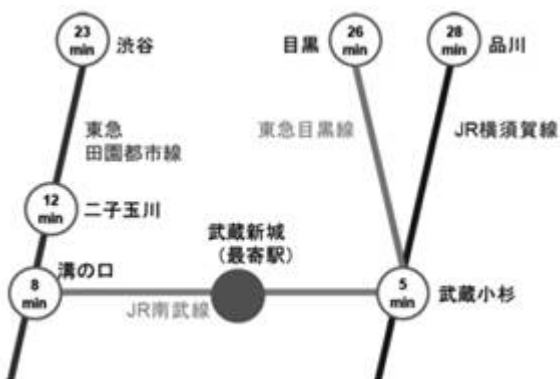 23
min
渋谷
目黒
26
min
28
min
品川
東急
田園都市線
東急目黒線
JR横須賀線
12
min
二子玉川
武蔵新城
(最寄駅)
溝の口
8
min
JR南武線
5
min
武蔵小杉